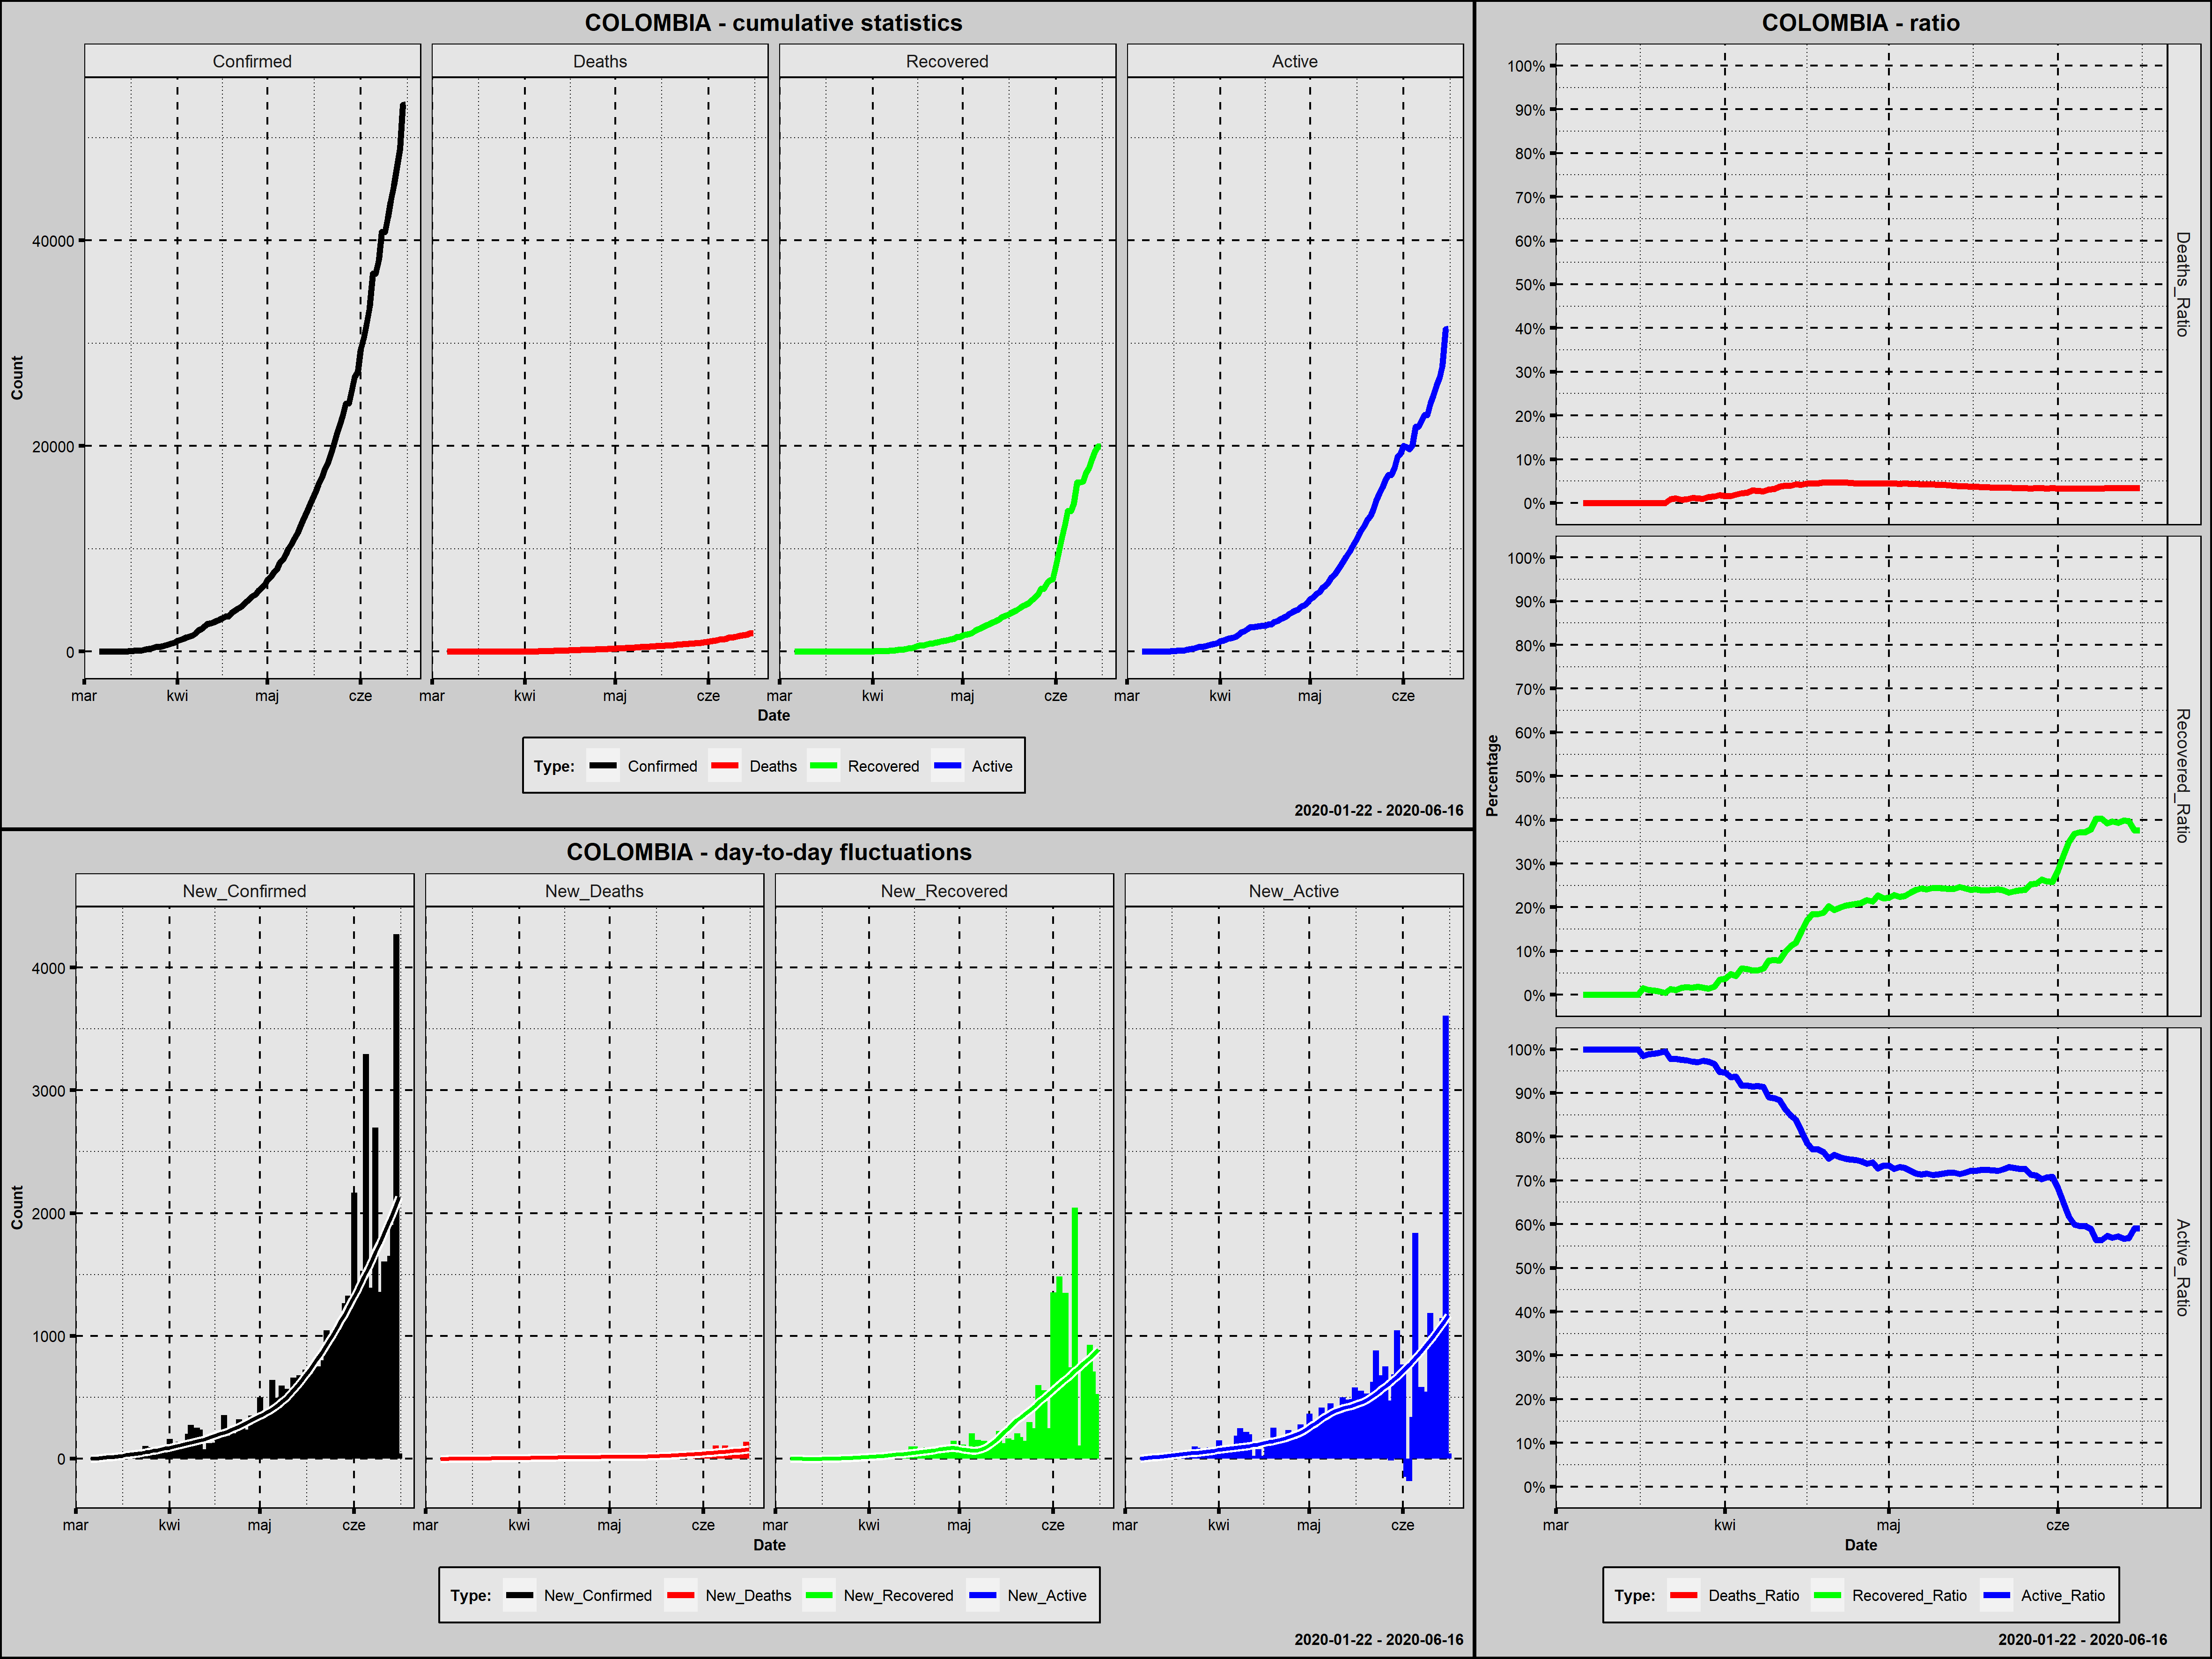 COLOMBIA - cumulative statistics
Confirmed Deaths Recovered Active
Count
40000
20000
0
mar kwi maj cze mar kwi maj cze mar kwi maj cze mar kwi maj cze
Date
Type: Confirmed Deaths Recovered Active
2020-01-22 - 2020-06-16
COLOMBIA - day-to-day fluctuations
New_Confirmed New_Deaths New_Recovered New_Active
Count
4000
3000
2000
1000
0
mar kwi maj cze mar kwi maj cze mar kwi maj cze mar kwi maj cze
Date
Type: New_Confirmed New_Deaths New_Recovered New_Active
2020-01-22 - 2020-06-16
COLOMBIA - ratio
Percentage
100%
90%
80%
70%
60%
50%
40%
30%
20%
10%
0%
Deaths_Ratio
100%
90%
80%
70%
60%
50%
40%
30%
20%
10%
0%
Recovered_Ratio
100%
90%
80%
70%
60%
50%
40%
30%
20%
10%
0%
Active_Ratio
mar kwi maj cze
Date
Type: Deaths_Ratio Recovered_Ratio Active_Ratio
2020-01-22 - 2020-06-16